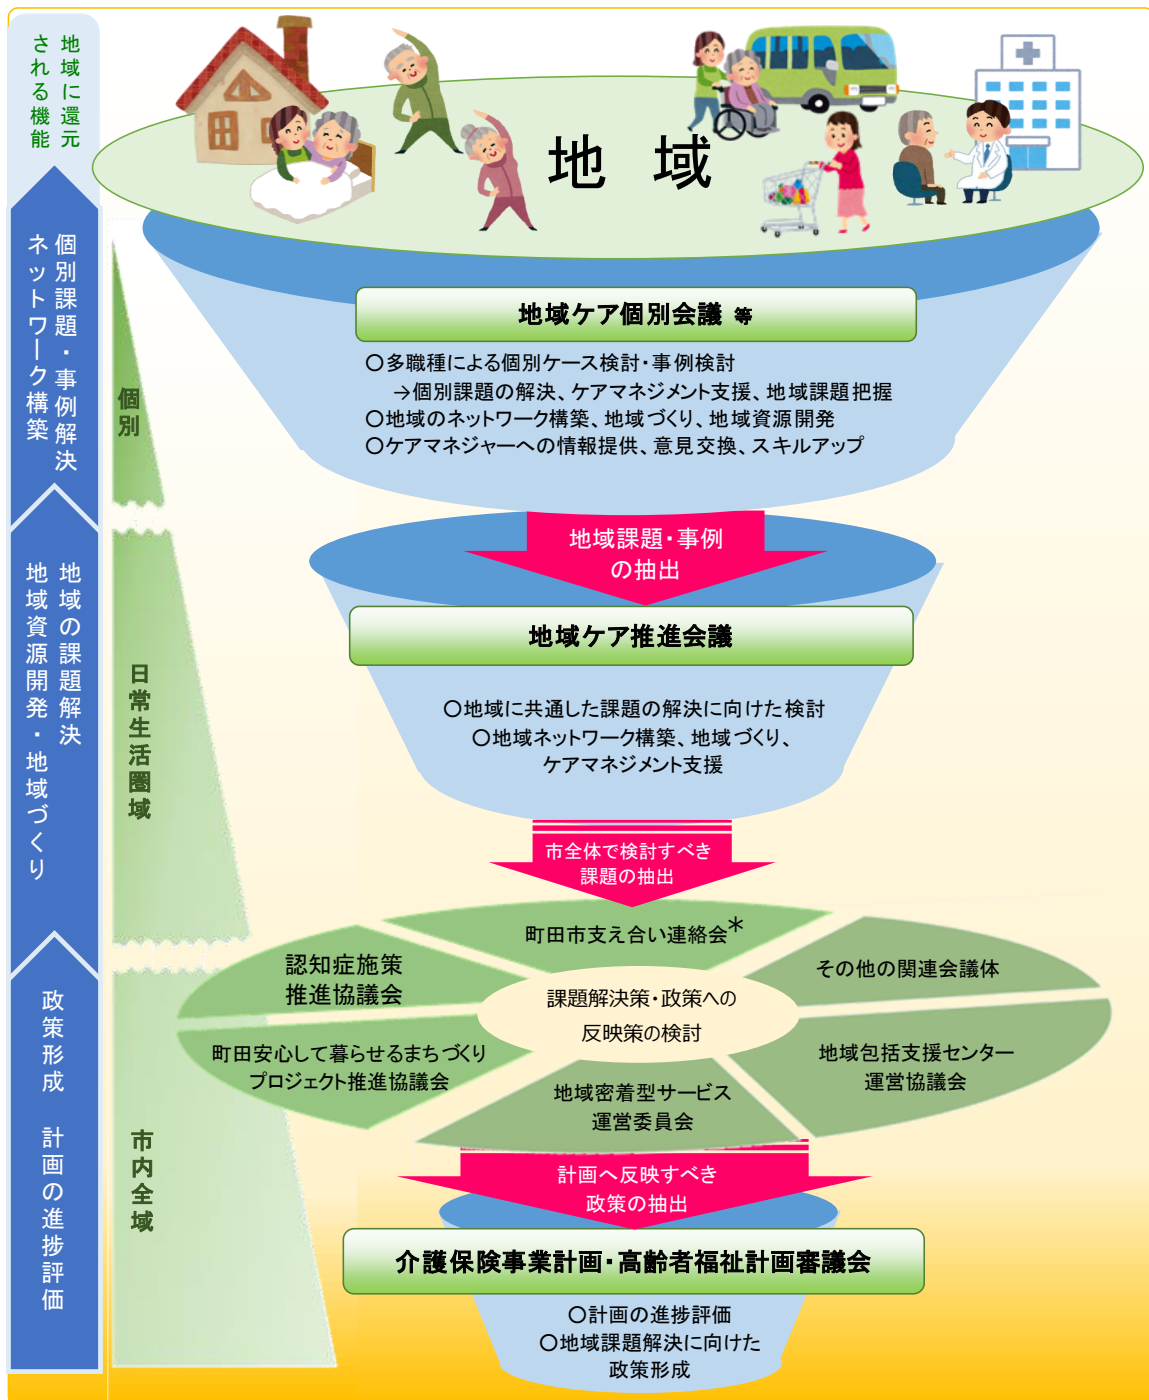 地域に還元
される機能
個別課題・事例解決
ネットワーク構築
地域の課題解決
地域資源開発・地域づくり
政策形成　計画の進捗評価
個別
日常生活圏域
市内全域
地　域
地域ケア個別会議 等
○多職種による個別ケース検討・事例検討
→個別課題の解決、ケアマネジメント支援、地域課題把握
○地域のネットワーク構築、地域づくり、地域資源開発
○ケアマネジャーへの情報提供、意見交換、スキルアップ
地域課題・事例
の抽出
地域ケア推進会議
○地域に共通した課題の解決に向けた検討
○地域ネットワーク構築、地域づくり、
ケアマネジメント支援
市全体で検討すべき
課題の抽出
町田市支え合い連絡会＊
認知症施策
推進協議会
その他の関連会議体
課題解決策・政策への
反映策の検討
町田安心して暮らせるまちづくり
プロジェクト推進協議会
地域包括支援センター
運営協議会
地域密着型サービス
運営委員会
計画へ反映すべき
政策の抽出
介護保険事業計画・高齢者福祉計画審議会
○計画の進捗評価
○地域課題解決に向けた
政策形成